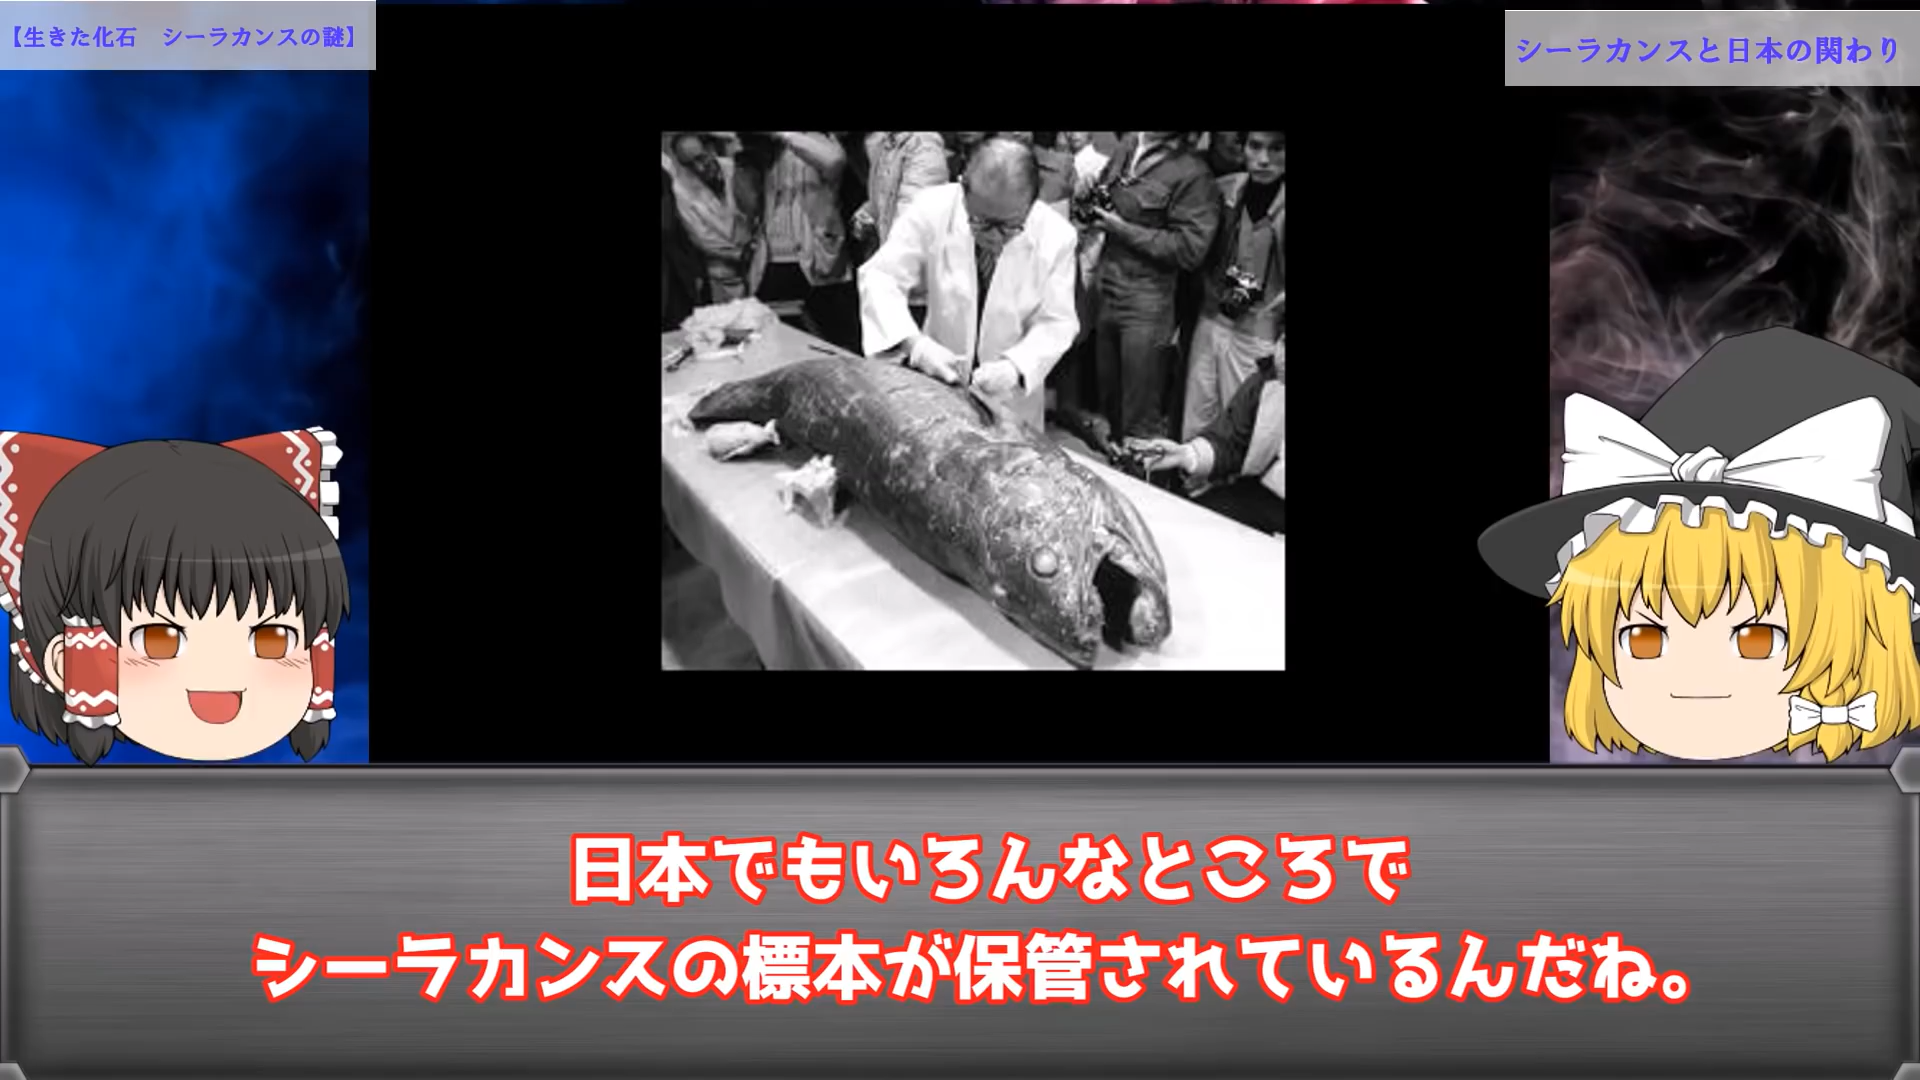 【生きた化石　シーラカンスの謎】
シーラカンスと日本の関わり
日本でもいろんなところで
シーラカンスの標本が保管されているんだね。